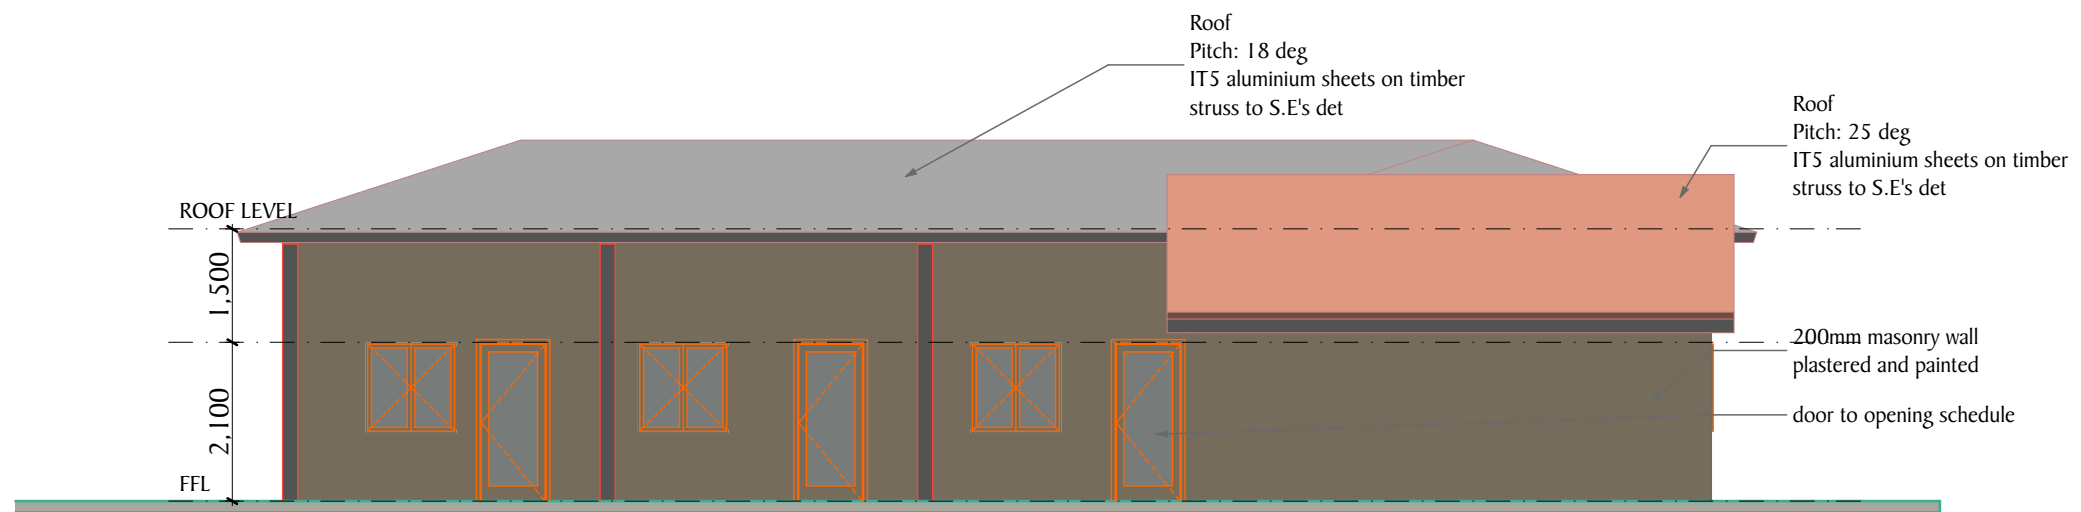 Roof
Pitch: 18 deg
IT5 aluminium sheets on timber
struss to S.E's det
Roof
Pitch: 25 deg
IT5 aluminium sheets on timber
struss to S.E's det
ROOF LEVEL
1,500
200mm masonry wall
plastered and painted
2,100
door to opening schedule
FFL